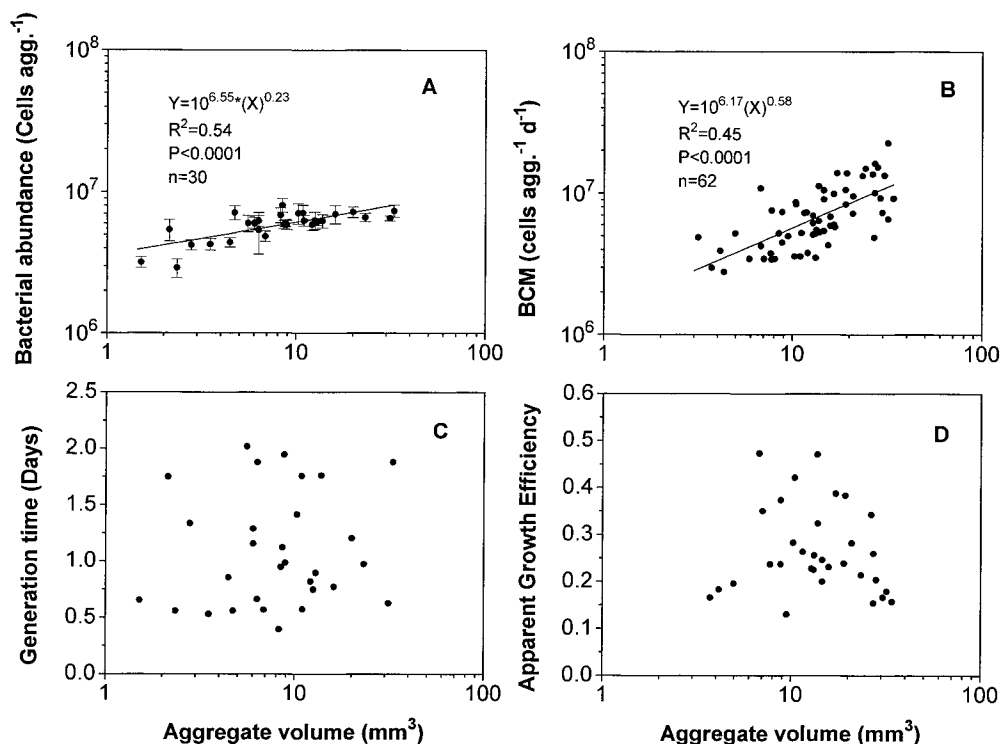 Bacterial abundance (Cells agg.-1)
10^8
10^7
10^6
A
Y=10^6.55*(X)^0.23
R^2=0.54
P<0.0001
n=30
1
10
100
BCM (cells agg.-1 d-1)
10^8
10^7
10^6
B
Y=10^6.17(X)^0.58
R^2=0.45
P<0.0001
n=62
1
10
100
Generation time (Days)
2.5
2.0
1.5
1.0
0.5
0.0
C
1
10
100
Aggregate volume (mm^3)
Apparent Growth Efficiency
0.6
0.5
0.4
0.3
0.2
0.1
0.0
D
1
10
100
Aggregate volume (mm^3)